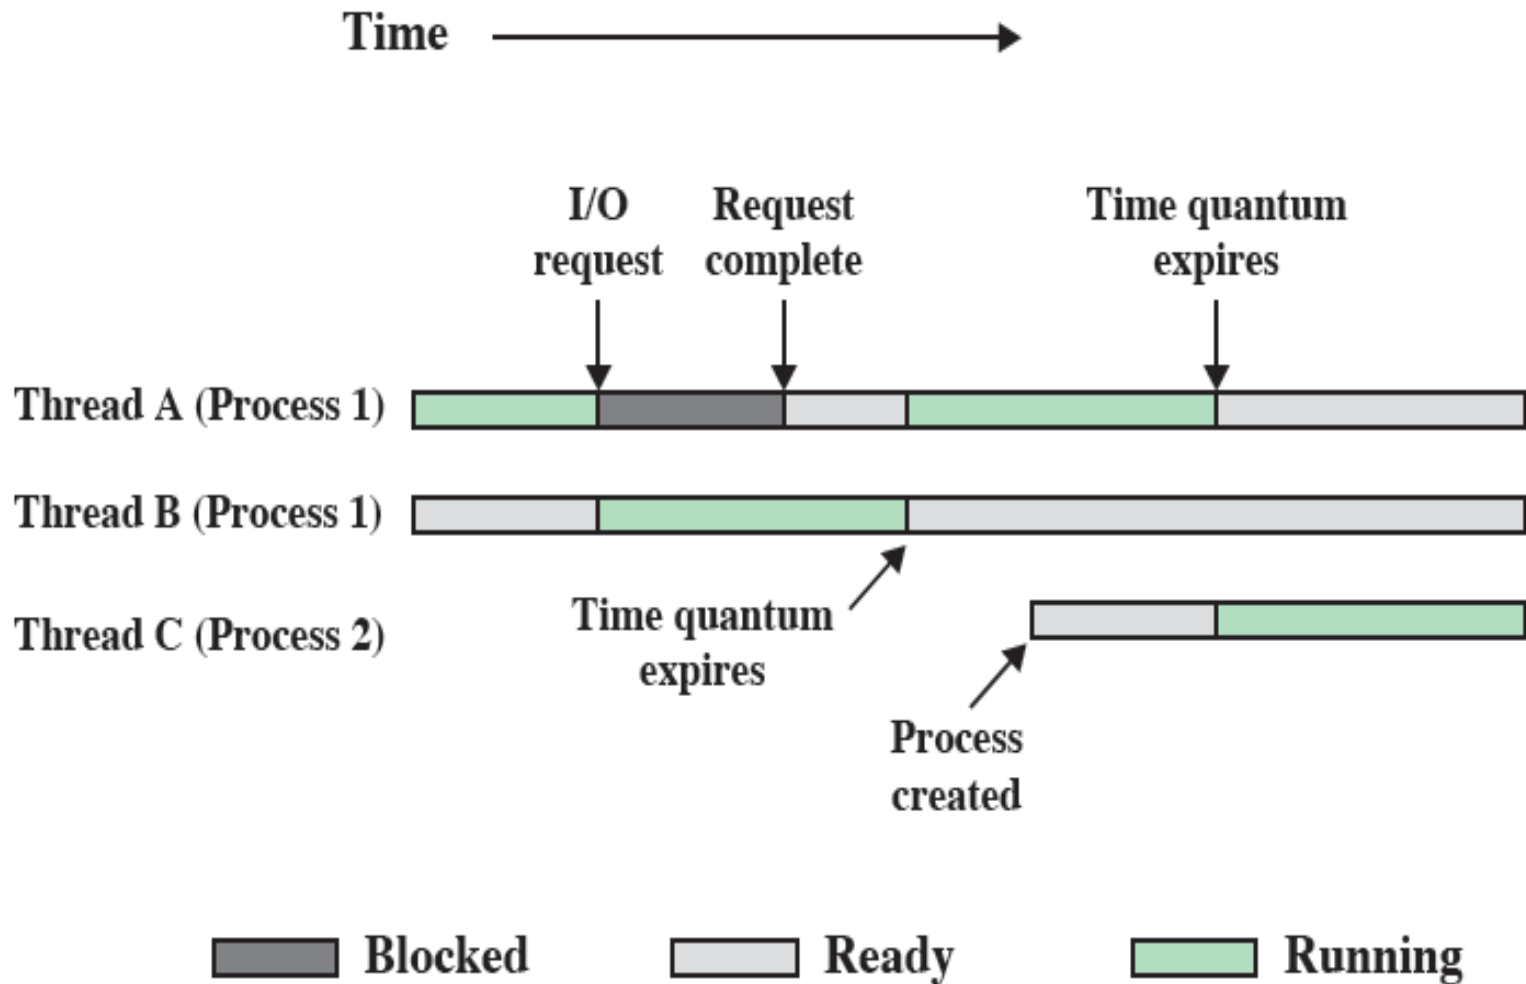 Time
I/O
request
Request
complete
Time quantum
expires
Thread A (Process 1)
Thread B (Process 1)
Time quantum
expires
Thread C (Process 2)
Process
created
Blocked
Ready
Running